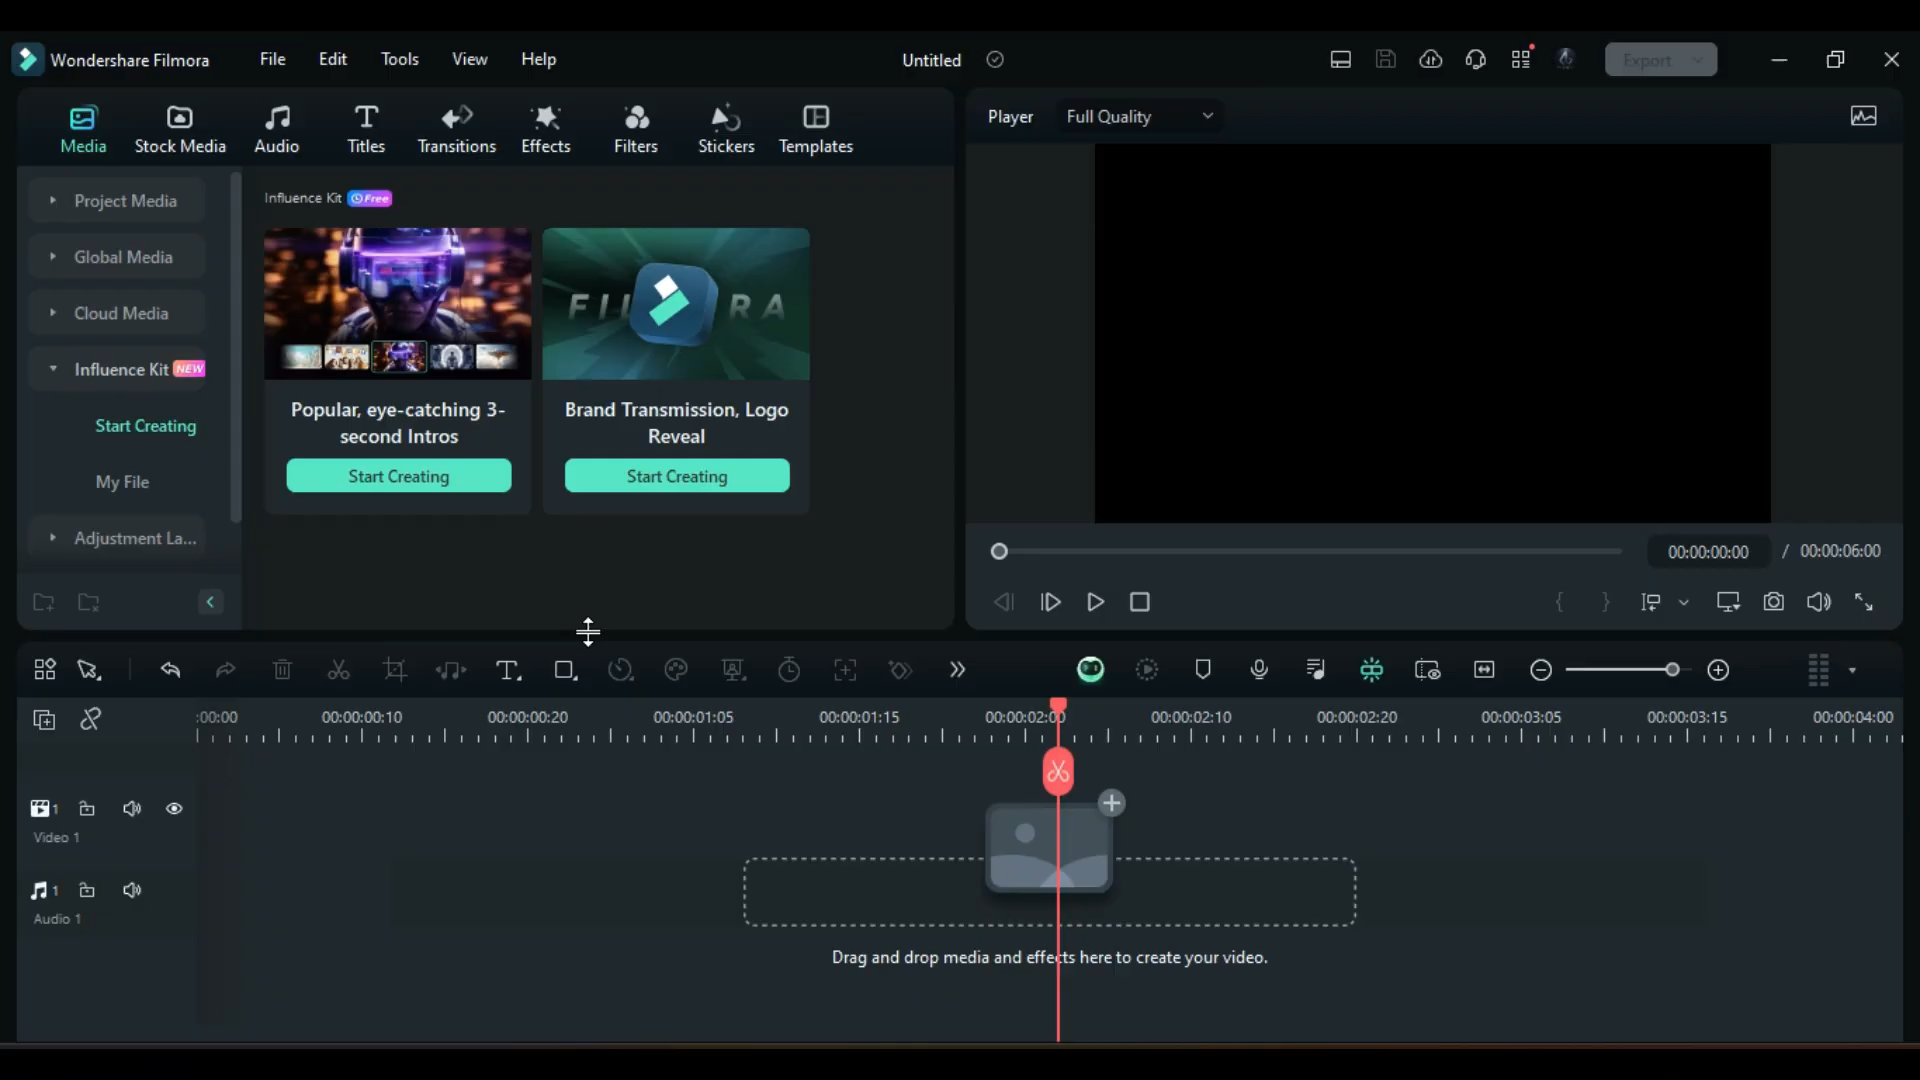 Wondershare Filmora File Edit Tools View Help Untitled Export
Media Stock Media Audio Titles Transitions Effects Filters Stickers Templates
Player Full Quality
Project Media
Global Media
Cloud Media
Influence Kit NEW
Start Creating
My File
Adjustment La...
Influence Kit Free
FIL RA
Popular, eye-catching 3-
second Intros
Start Creating
Brand Transmission, Logo
Reveal
Start Creating
00:00:00:00 / 00:00:06:00
:00:00 00:00:00:10 00:00:00:20 00:00:01:05 00:00:01:15 00:00:02:00 00:00:02:10 00:00:02:20 00:00:03:05 00:00:03:15 00:00:04:00
1
Video 1
1
Audio 1
Drag and drop media and effects here to create your video.